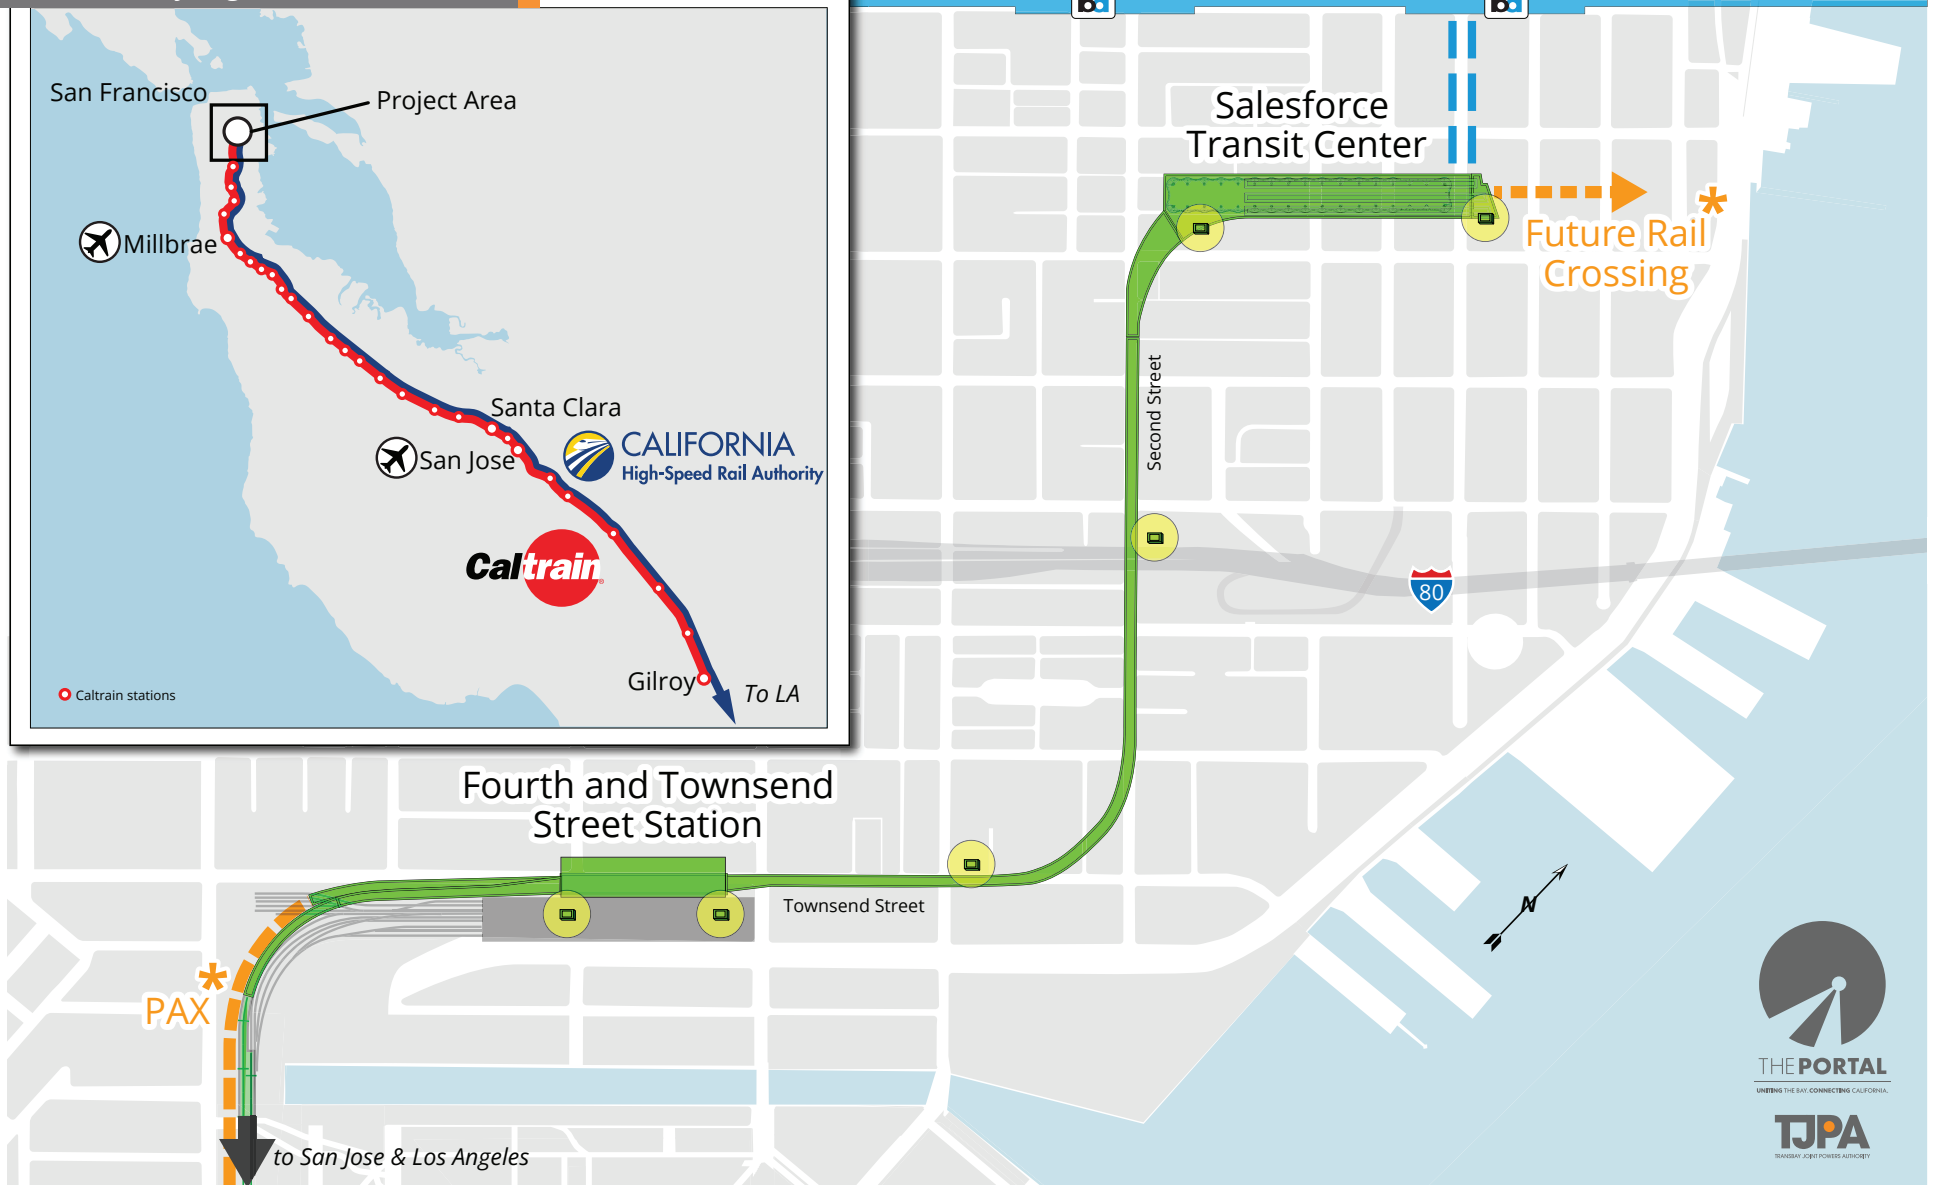 San Francisco
Project Area
Millbrae
Santa Clara
San Jose
CALIFORNIA
High-Speed Rail Authority
Caltrain
Gilroy
To LA
Caltrain stations
Salesforce
Transit Center
*
Future Rail
Crossing
Second Street
80
Fourth and Townsend
Street Station
Townsend Street
*
PAX
to San Jose & Los Angeles
N
THE PORTAL
UNITING THE BAY. CONNECTING CALIFORNIA.
TJPA
TRANSBAY JOINT POWERS AUTHORITY